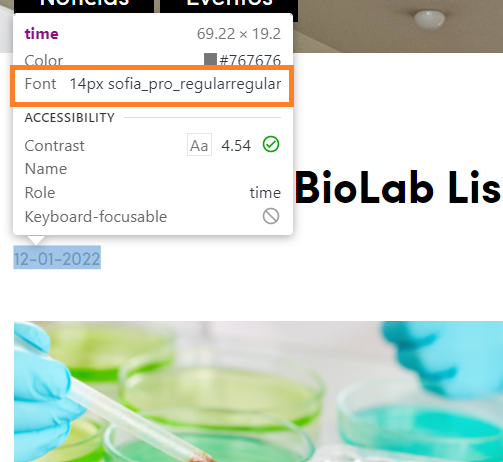 Noticias
Eventos
time 69.22 × 19.2
Color #767676
Font 14px sofia_pro_regularregular
ACCESSIBILITY
Contrast Aa 4.54
Name
Role time
Keyboard-focusable
BioLab Lis
12-01-2022